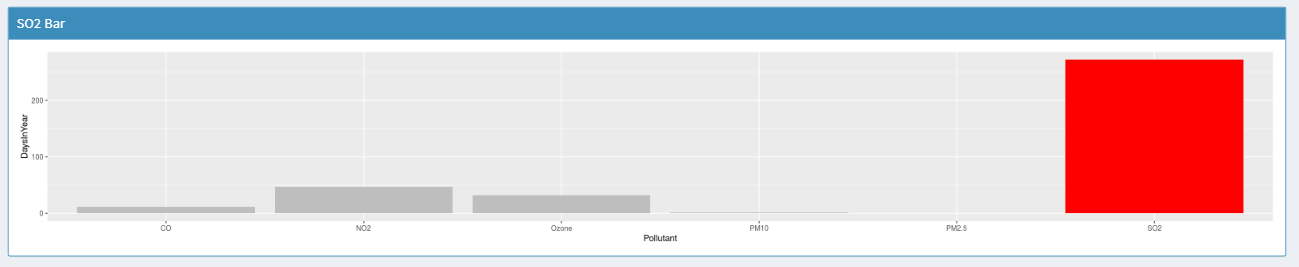 SO2 Bar
200
100
0
DaysInYear
CO NO2 Ozone PM10 PM2.5 SO2
Pollutant